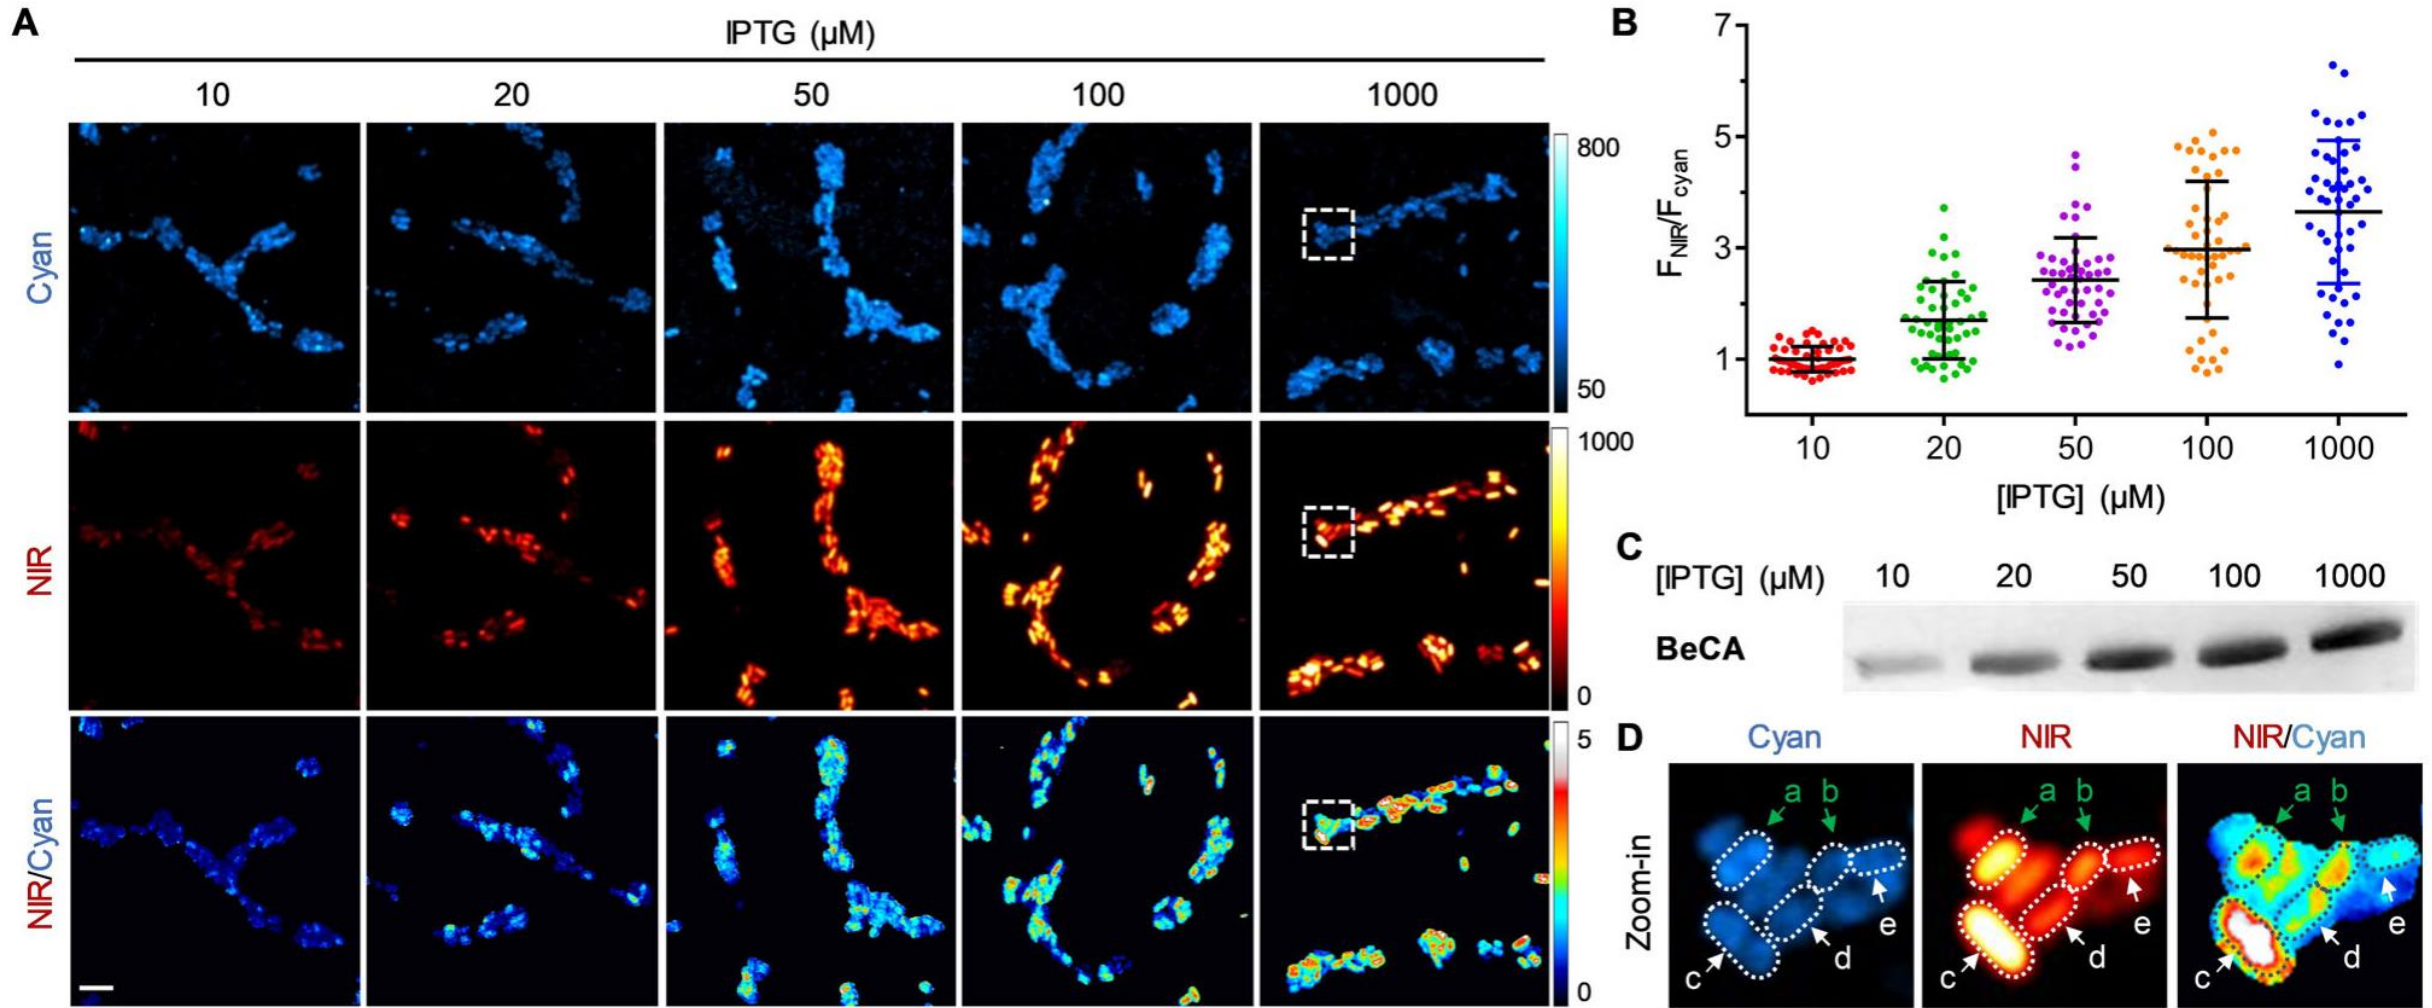 A
IPTG (μM)
10 20 50 100 1000
Cyan
800
50
NIR
1000
0
NIR/Cyan
5
0
B
7
5
3
1
FNIR/Fcyan
10 20 50 100 1000
[IPTG] (μM)
C
[IPTG] (μM) 10 20 50 100 1000
BeCA
D
Cyan NIR NIR/Cyan
Zoom-in
a b a b a b
e e e
d d d
c c c